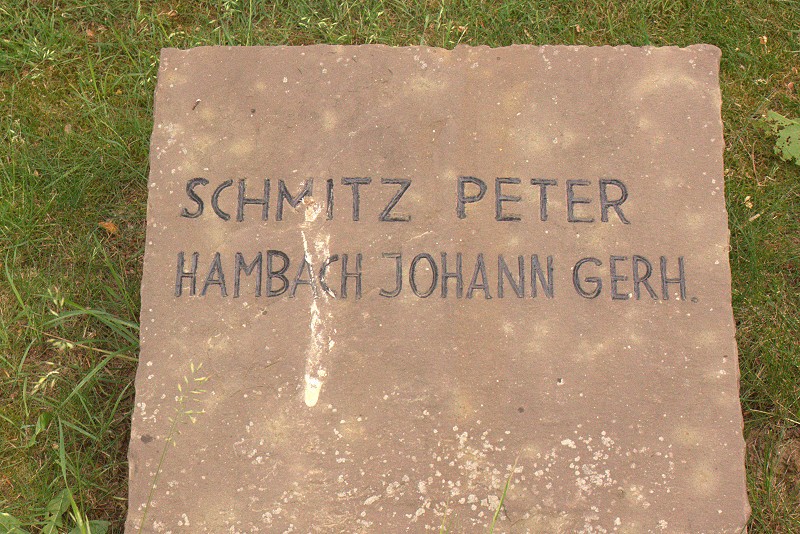 SCHMITZ PETER
HAMBACH JOHANN GERH.